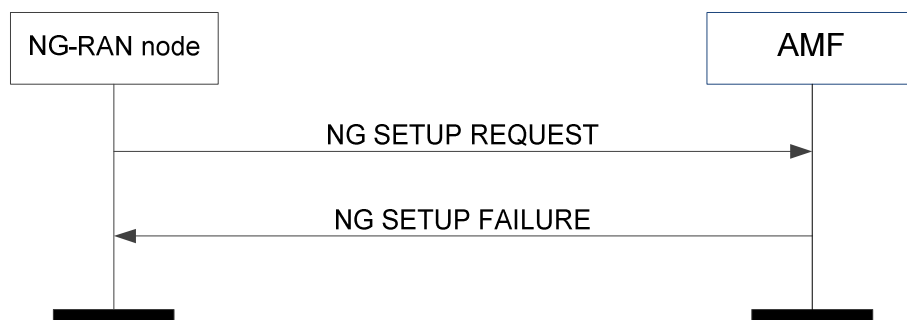 NG-RAN node
AMF
NG SETUP REQUEST
NG SETUP FAILURE